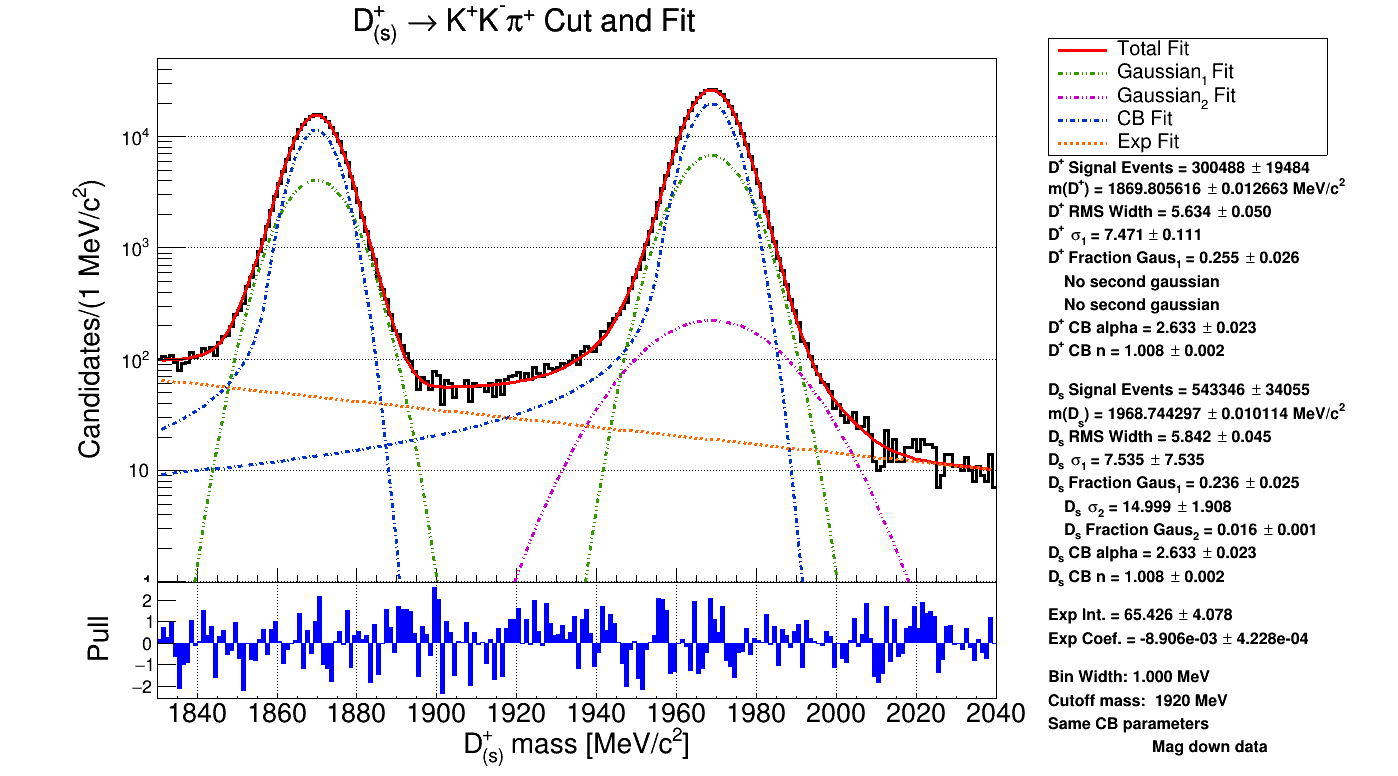 D⁺₍ₛ₎ → K⁺K⁻π⁺ Cut and Fit
Candidates/(1 MeV/c²)
10⁴
10³
10²
10
1
Pull
2
1
0
−1
−2
1840 1860 1880 1900 1920 1940 1960 1980 2000 2020 2040
D⁺₍ₛ₎ mass [MeV/c²]
Total Fit
Gaussian₁ Fit
Gaussian₂ Fit
CB Fit
Exp Fit
D⁺ Signal Events = 300488 ± 19484
m(D⁺) = 1869.805616 ± 0.012663 MeV/c²
D⁺ RMS Width = 5.634 ± 0.050
D⁺ σ₁ = 7.471 ± 0.111
D⁺ Fraction Gaus₁ = 0.255 ± 0.026
No second gaussian
No second gaussian
D⁺ CB alpha = 2.633 ± 0.023
D⁺ CB n = 1.008 ± 0.002
Dₛ Signal Events = 543346 ± 34055
m(Dₛ) = 1968.744297 ± 0.010114 MeV/c²
Dₛ RMS Width = 5.842 ± 0.045
Dₛ σ₁ = 7.535 ± 7.535
Dₛ Fraction Gaus₁ = 0.236 ± 0.025
Dₛ σ₂ = 14.999 ± 1.908
Dₛ Fraction Gaus₂ = 0.016 ± 0.001
Dₛ CB alpha = 2.633 ± 0.023
Dₛ CB n = 1.008 ± 0.002
Exp Int. = 65.426 ± 4.078
Exp Coef. = -8.906e-03 ± 4.228e-04
Bin Width: 1.000 MeV
Cutoff mass: 1920 MeV
Same CB parameters
Mag down data